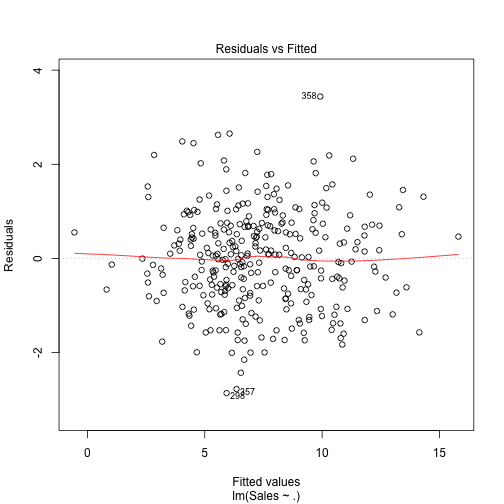 Residuals vs Fitted
Residuals
4
2
0
-2
358
357
298
0 5 10 15
Fitted values
lm(Sales ~ .)